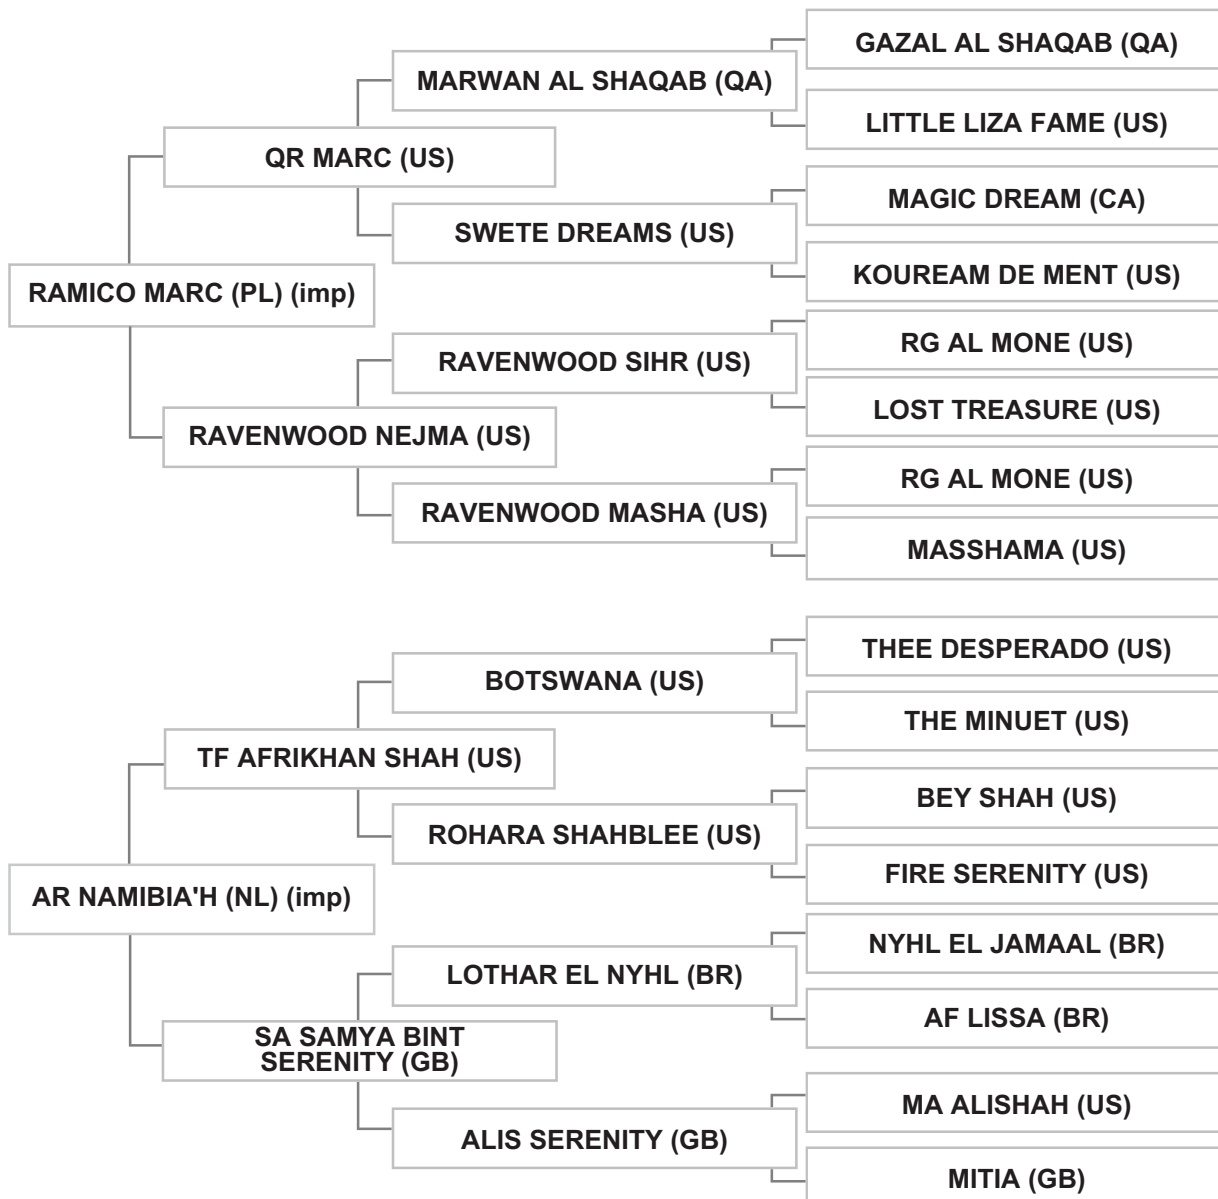 GAZAL AL SHAQAB (QA)
MARWAN AL SHAQAB (QA)
LITTLE LIZA FAME (US)
QR MARC (US)
MAGIC DREAM (CA)
SWETE DREAMS (US)
KOUREAM DE MENT (US)
RAMICO MARC (PL) (imp)
RG AL MONE (US)
RAVENWOOD SIHR (US)
LOST TREASURE (US)
RAVENWOOD NEJMA (US)
RG AL MONE (US)
RAVENWOOD MASHA (US)
MASSHAMA (US)
THEE DESPERADO (US)
BOTSWANA (US)
THE MINUET (US)
TF AFRIKHAN SHAH (US)
BEY SHAH (US)
ROHARA SHAHBLEE (US)
FIRE SERENITY (US)
AR NAMIBIA'H (NL) (imp)
NYHL EL JAMAAL (BR)
LOTHAR EL NYHL (BR)
AF LISSA (BR)
SA SAMYA BINT
SERENITY (GB)
MA ALISHAH (US)
ALIS SERENITY (GB)
MITIA (GB)